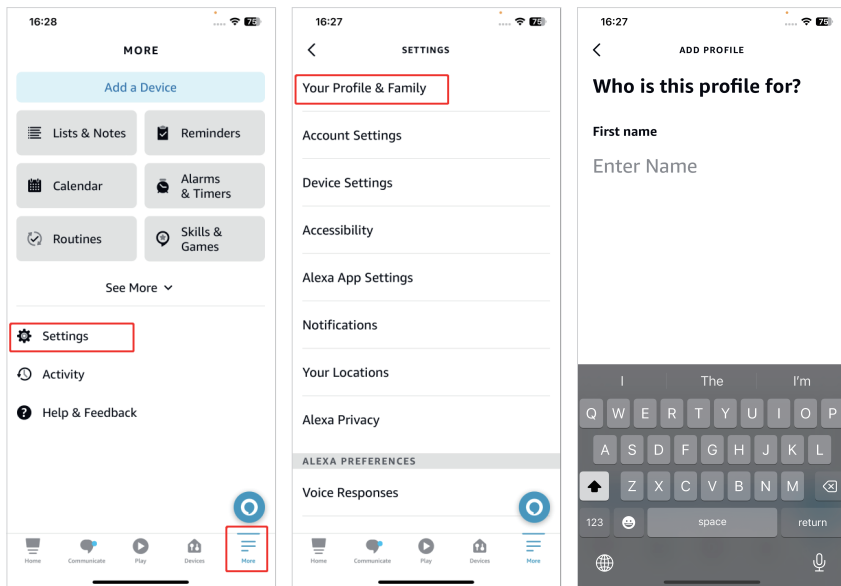 16:28
75
MORE
Add a Device
Lists & Notes
Reminders
Calendar
Alarms
& Timers
Routines
Skills &
Games
See More
Settings
Activity
Help & Feedback
Home
Communicate
Play
Devices
More
16:27
75
SETTINGS
Your Profile & Family
Account Settings
Device Settings
Accessibility
Alexa App Settings
Notifications
Your Locations
Alexa Privacy
ALEXA PREFERENCES
Voice Responses
Home
Communicate
Play
Devices
More
16:27
75
ADD PROFILE
Who is this profile for?
First name
Enter Name
I The I'm
Q W E R T Y U I O P
A S D F G H J K L
Z X C V B N M
123 space return